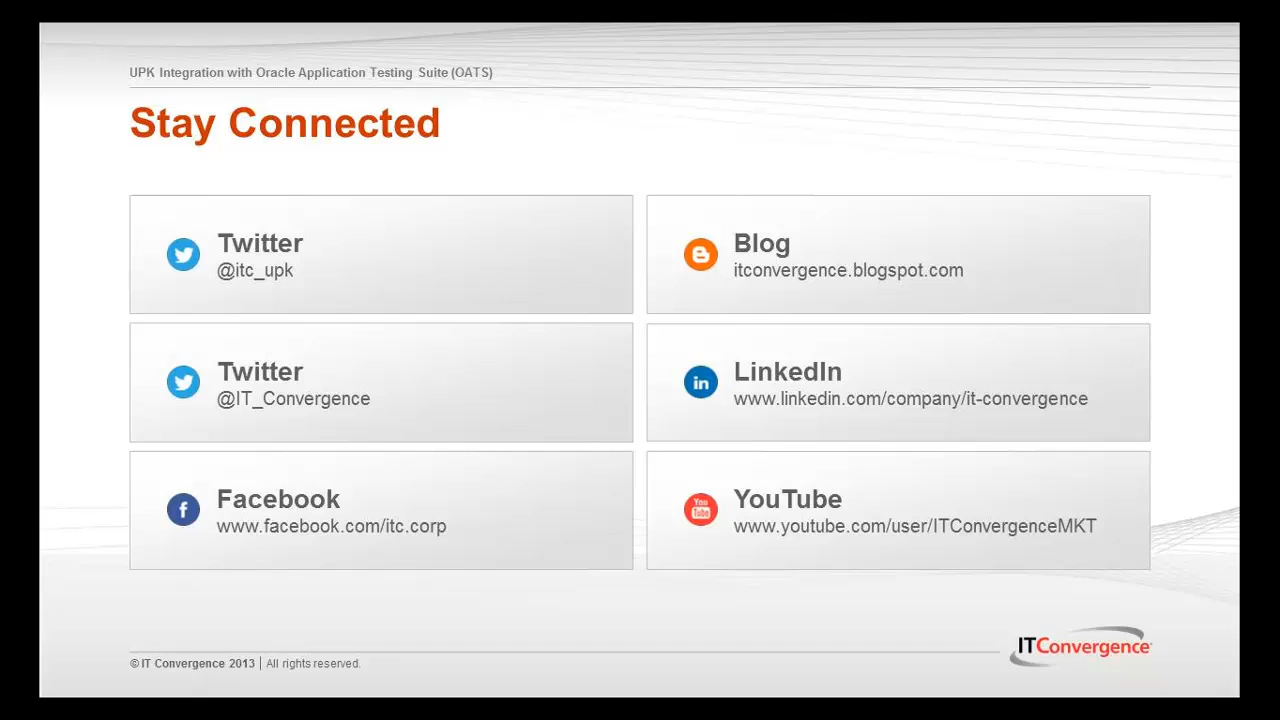 UPK Integration with Oracle Application Testing Suite (OATS)
Stay Connected
Twitter
@itc_upk
Blog
itconvergence.blogspot.com
Twitter
@IT_Convergence
LinkedIn
www.linkedin.com/company/it-convergence
Facebook
www.facebook.com/itc.corp
YouTube
www.youtube.com/user/ITConvergenceMKT
© IT Convergence 2013 | All rights reserved.
ITConvergence